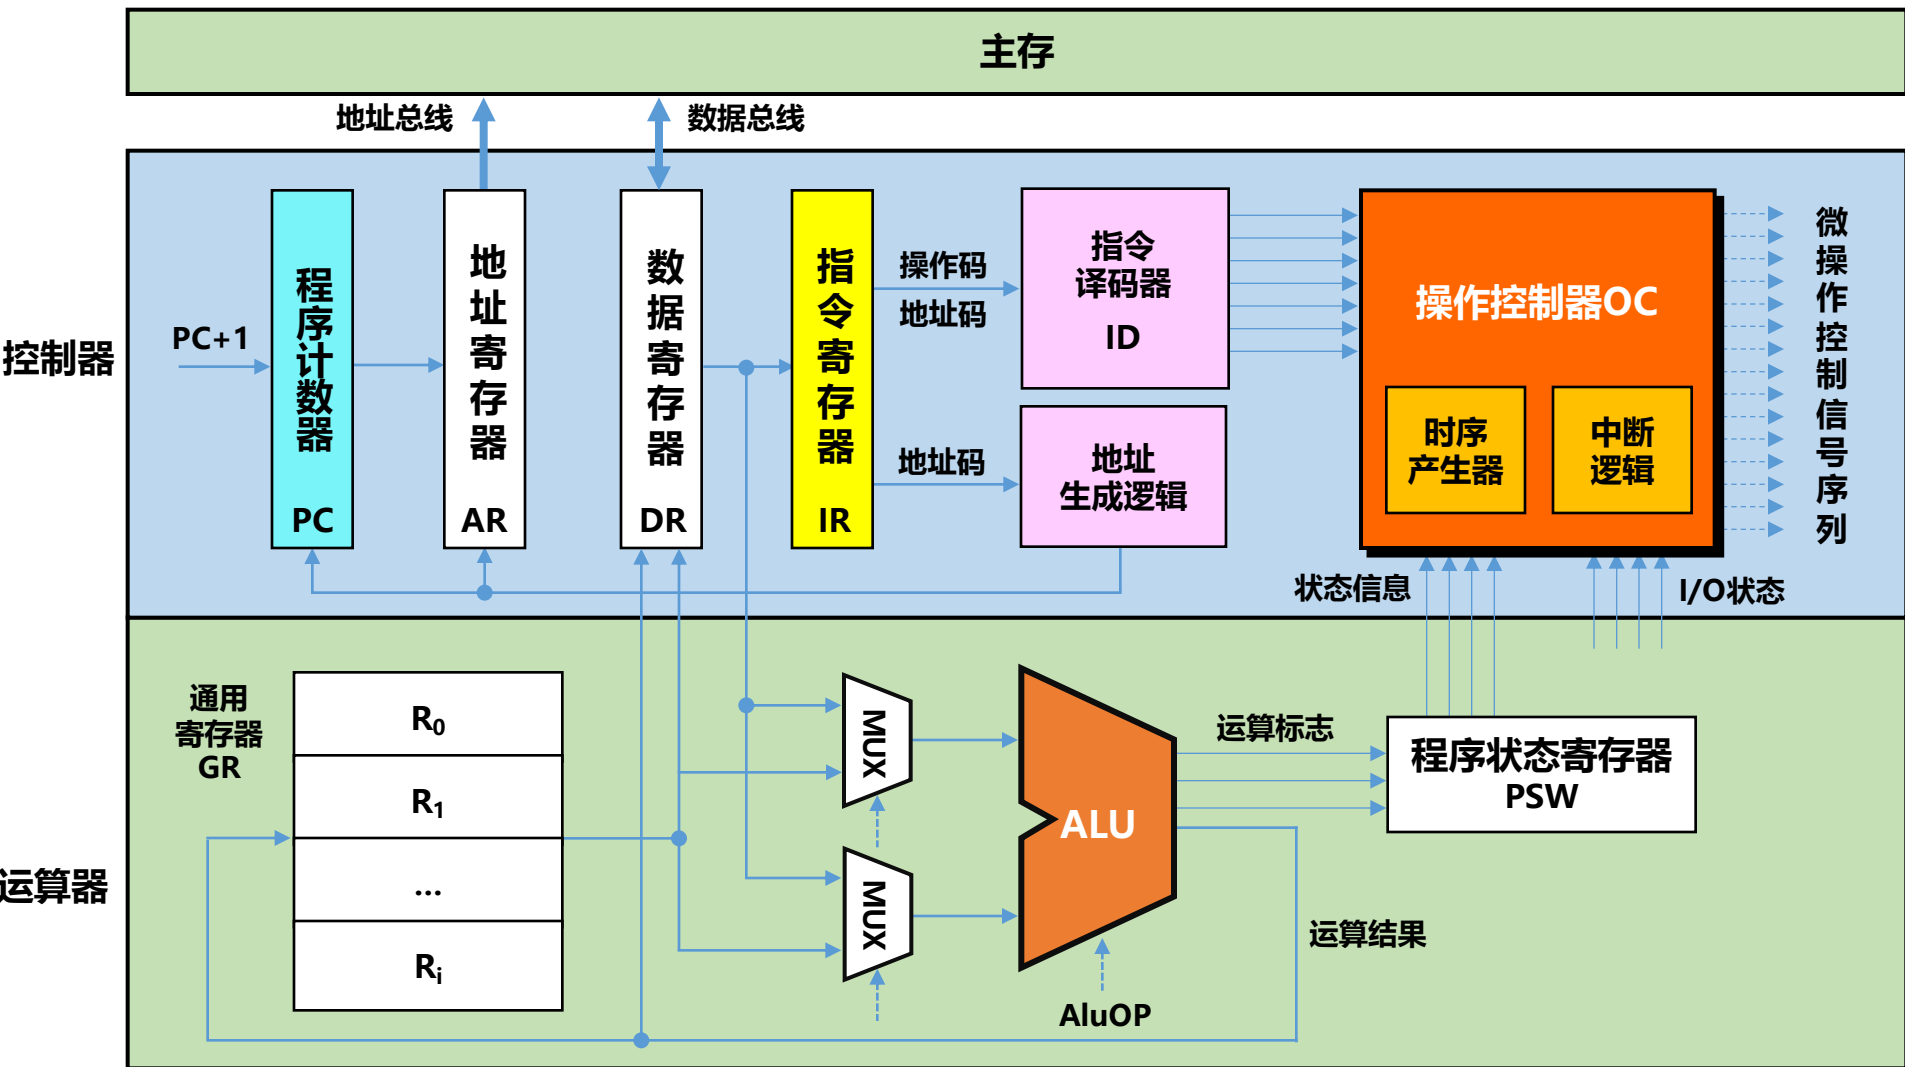 主存
地址总线
数据总线
控制器
PC+1
程序计数器
PC
地址寄存器
AR
数据寄存器
DR
指令寄存器
IR
操作码
地址码
地址码
指令
译码器
ID
地址
生成逻辑
操作控制器OC
时序
产生器
中断
逻辑
微操作控制信号序列
状态信息
I/O状态
运算器
通用
寄存器
GR
R0
R1
...
Ri
MUX
MUX
ALU
AluOP
运算标志
程序状态寄存器
PSW
运算结果